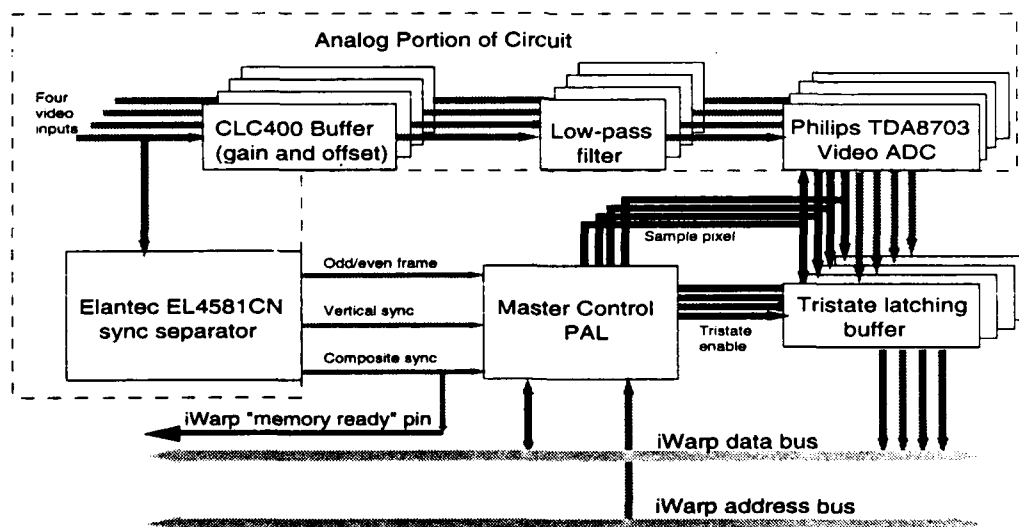 Analog Portion of Circuit
Four
video
inputs
CLC400 Buffer
(gain and offset)
Low-pass
filter
Philips TDA8703
Video ADC
Sample pixel
Elantec EL4581CN
sync separator
Odd/even frame
Vertical sync
Composite sync
Master Control
PAL
Tristate
enable
Tristate latching
buffer
iWarp "memory ready" pin
iWarp data bus
iWarp address bus